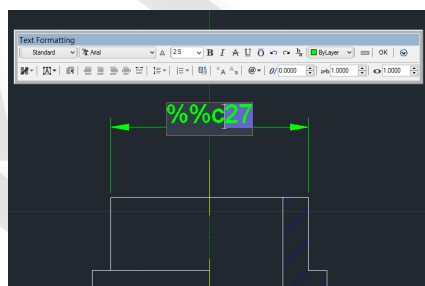 Text Formatting
Standard Arial 2.5 B I A U O ByLayer OK
@ 0/ 0.0000 a•b 1.0000 1.0000
%%c27